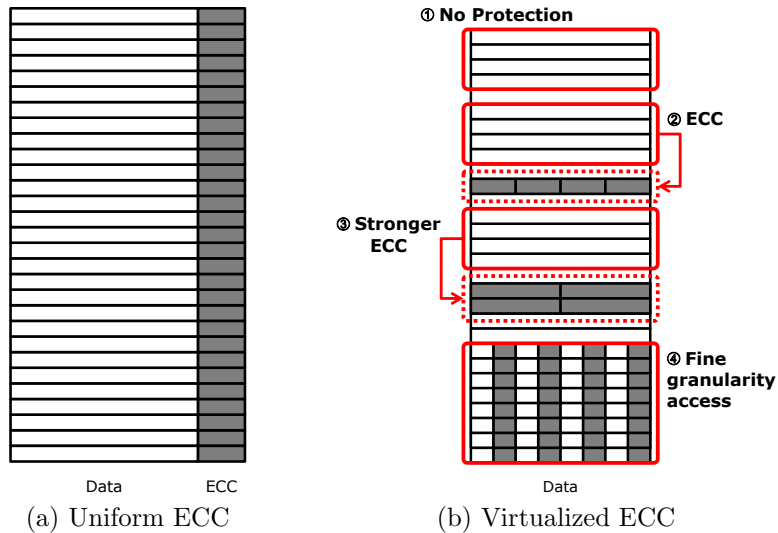 ① No Protection
② ECC
③ Stronger
ECC
④ Fine
granularity
access
Data
ECC
Data
(a) Uniform ECC
(b) Virtualized ECC